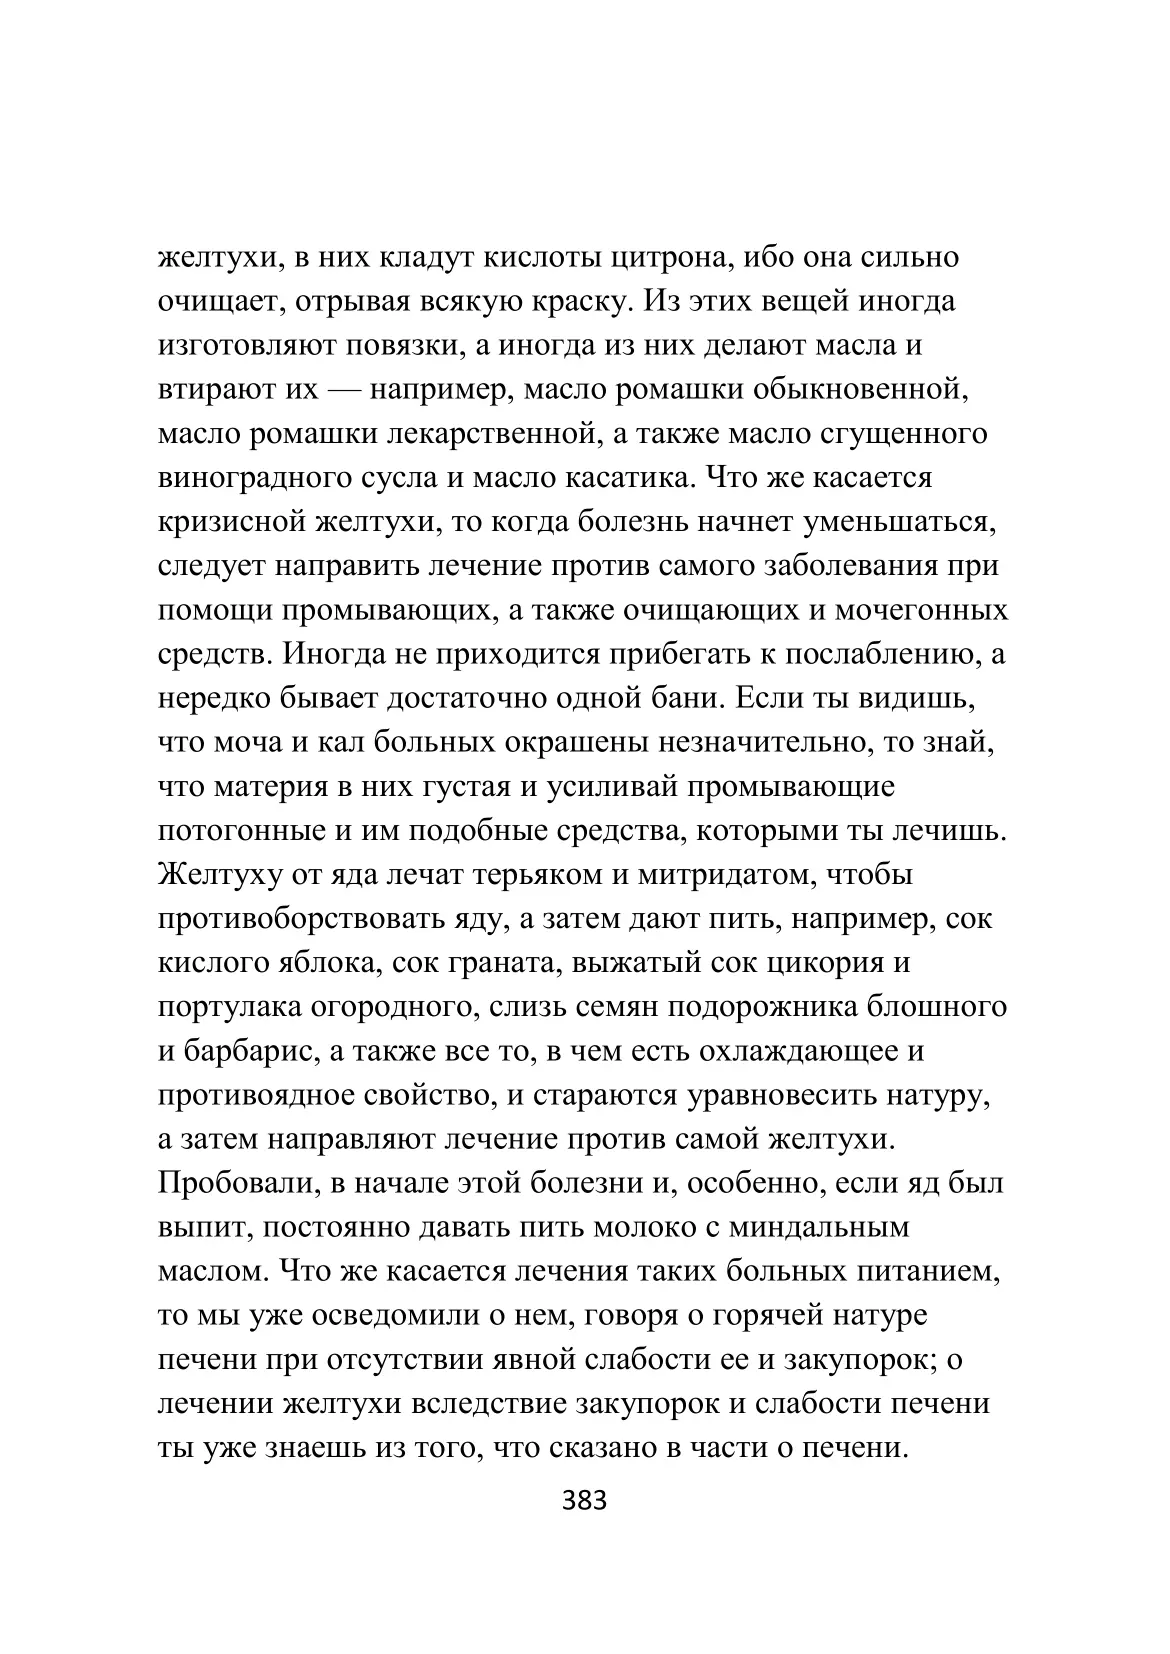 желтухи, в них кладут кислоты цитрона, ибо она сильно
очищает, отрывая всякую краску. Из этих вещей иногда
изготовляют повязки, а иногда из них делают масла и
втирают их — например, масло ромашки обыкновенной,
масло ромашки лекарственной, а также масло сгущенного
виноградного сусла и масло касатика. Что же касается
кризисной желтухи, то когда болезнь начнет уменьшаться,
следует направить лечение против самого заболевания при
помощи промывающих, а также очищающих и мочегонных
средств. Иногда не приходится прибегать к послаблению, а
нередко бывает достаточно одной бани. Если ты видишь,
что моча и кал больных окрашены незначительно, то знай,
что материя в них густая и усиливай промывающие
потогонные и им подобные средства, которыми ты лечишь.
Желтуху от яда лечат терьяком и митридатом, чтобы
противоборствовать яду, а затем дают пить, например, сок
кислого яблока, сок граната, выжатый сок цикория и
портулака огородного, слизь семян подорожника блошного
и барбарис, а также все то, в чем есть охлаждающее и
противоядное свойство, и стараются уравновесить натуру,
а затем направляют лечение против самой желтухи.
Пробовали, в начале этой болезни и, особенно, если яд был
выпит, постоянно давать пить молоко с миндальным
маслом. Что же касается лечения таких больных питанием,
то мы уже осведомили о нем, говоря о горячей натуре
печени при отсутствии явной слабости ее и закупорок; о
лечении желтухи вследствие закупорок и слабости печени
ты уже знаешь из того, что сказано в части о печени.
383